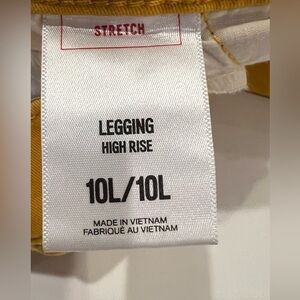 STRETCH
LEGGING
HIGH RISE
10L/10L
MADE IN VIETNAM
FABRIQUÉ AU VIETNAM